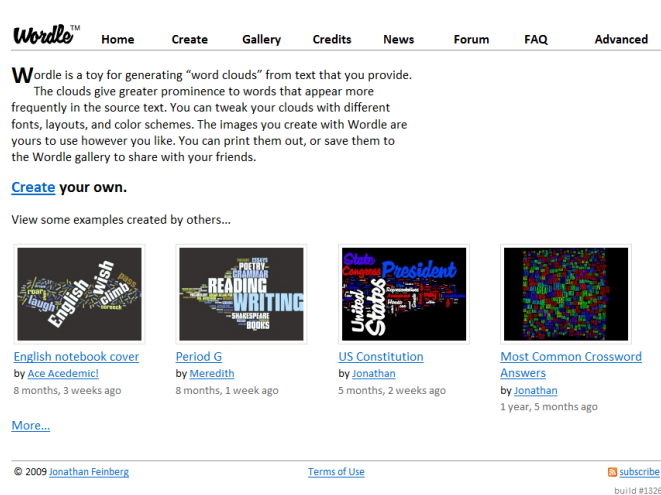 Wordle™ Home Create Gallery Credits News Forum FAQ Advanced
Wordle is a toy for generating “word clouds” from text that you provide.
The clouds give greater prominence to words that appear more
frequently in the source text. You can tweak your clouds with different
fonts, layouts, and color schemes. The images you create with Wordle are
yours to use however you like. You can print them out, or save them to
the Wordle gallery to share with your friends.
Create your own.
View some examples created by others...
English wish climb laugh roar pass
ESSAYS POETRY GRAMMAR READING WRITING SHAKESPEARE BOOKS
State Congress President United States Representatives
English notebook cover
by Ace Acedemic!
8 months, 3 weeks ago
Period G
by Meredith
8 months, 1 week ago
US Constitution
by Jonathan
5 months, 2 weeks ago
Most Common Crossword
Answers
by Jonathan
1 year, 5 months ago
More...
© 2009 Jonathan Feinberg Terms of Use subscribe
build #1326